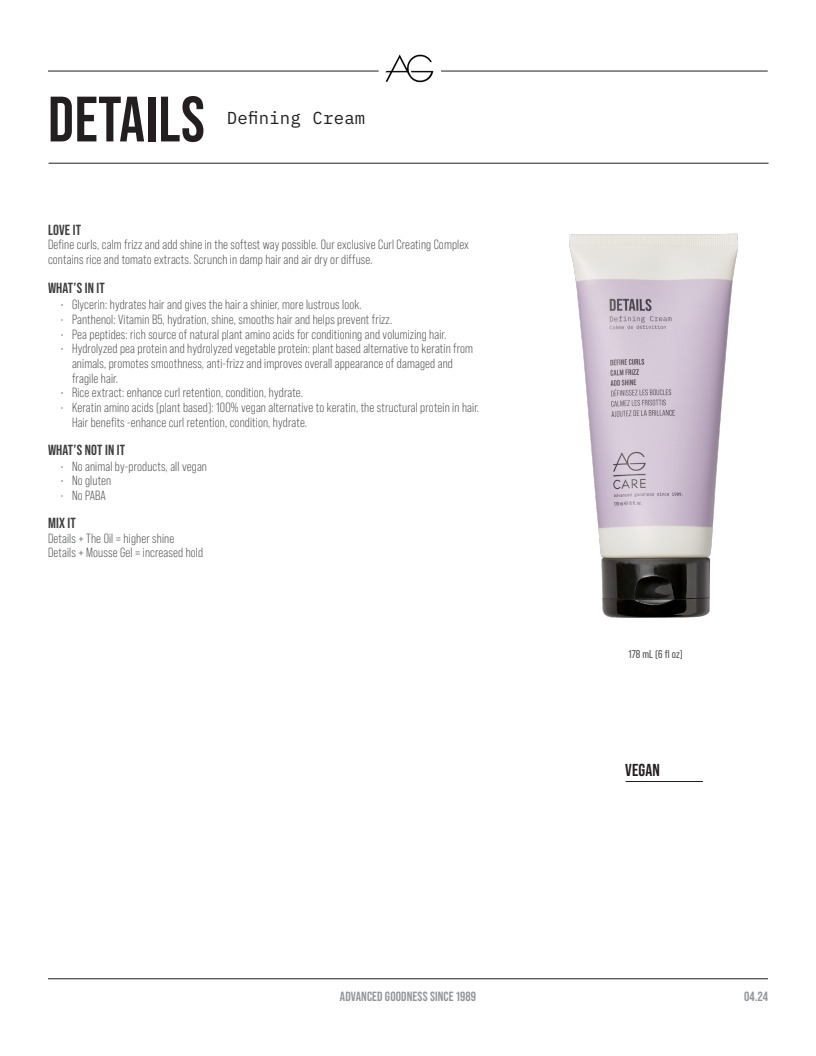 AG
DETAILS Defining Cream
LOVE IT
Define curls, calm frizz and add shine in the softest way possible. Our exclusive Curl Creating Complex
contains rice and tomato extracts. Scrunch in damp hair and air dry or diffuse.
WHAT'S IN IT
· Glycerin: hydrates hair and gives the hair a shinier, more lustrous look.
· Panthenol: Vitamin B5, hydration, shine, smooths hair and helps prevent frizz.
· Pea peptides: rich source of natural plant amino acids for conditioning and volumizing hair.
· Hydrolyzed pea protein and hydrolyzed vegetable protein: plant based alternative to keratin from
animals, promotes smoothness, anti-frizz and improves overall appearance of damaged and
fragile hair.
· Rice extract: enhance curl retention, condition, hydrate.
· Keratin amino acids (plant based): 100% vegan alternative to keratin, the structural protein in hair.
Hair benefits -enhance curl retention, condition, hydrate.
WHAT'S NOT IN IT
· No animal by-products, all vegan
· No gluten
· No PABA
MIX IT
Details + The Oil = higher shine
Details + Mousse Gel = increased hold
DETAILS
Defining Cream
Crème de définition
DEFINE CURLS
CALM FRIZZ
ADD SHINE
DÉFINISSEZ LES BOUCLES
CALMEZ LES FRISOTTIS
AJOUTEZ DE LA BRILLANCE
AG
CARE
advanced goodness since 1989.
178 ml 6 fl. oz.
178 mL (6 fl oz)
VEGAN
ADVANCED GOODNESS SINCE 1989
04.24